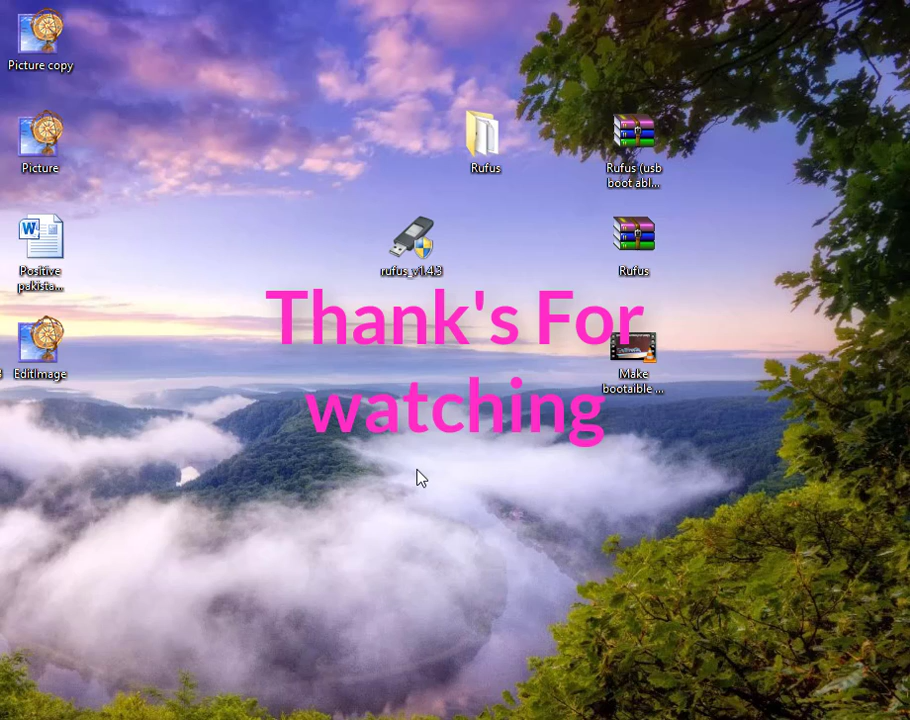 Picture copy
Picture
Rufus
Rufus (usb
boot abl...
Positive
pakista...
rufus_v1.4.3
Rufus
Thank's For
watching
EditImage
Make
bootaible ...